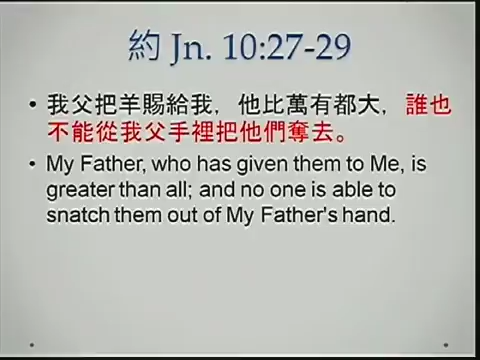 約 Jn. 10:27-29
• 我父把羊賜給我，他比萬有都大，誰也
不能從我父手裡把他們奪去。
• My Father, who has given them to Me, is
greater than all; and no one is able to
snatch them out of My Father's hand.